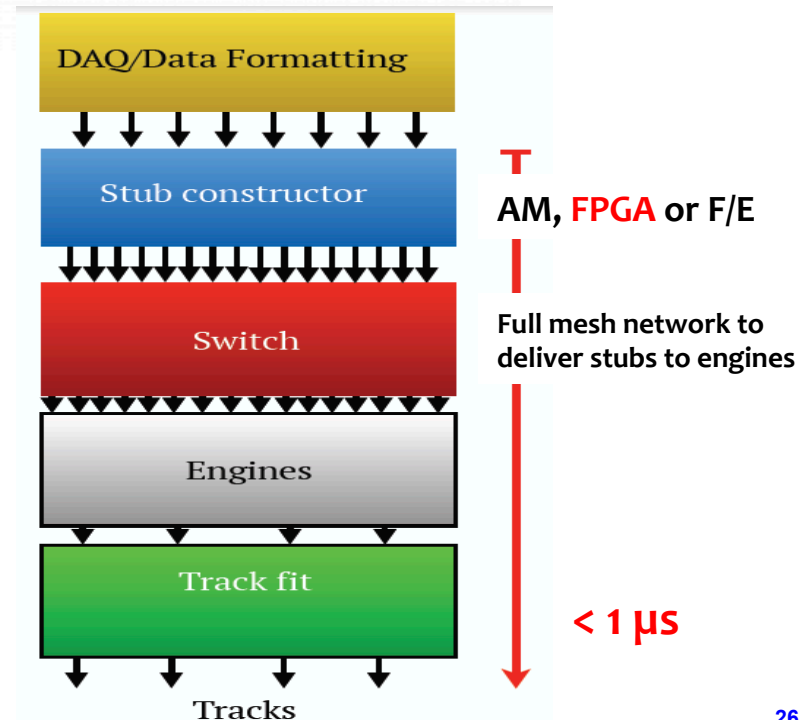 DAQ/Data Formatting
Stub constructor
AM, FPGA or F/E
Switch
Full mesh network to
deliver stubs to engines
Engines
Track fit
< 1 µs
Tracks
26